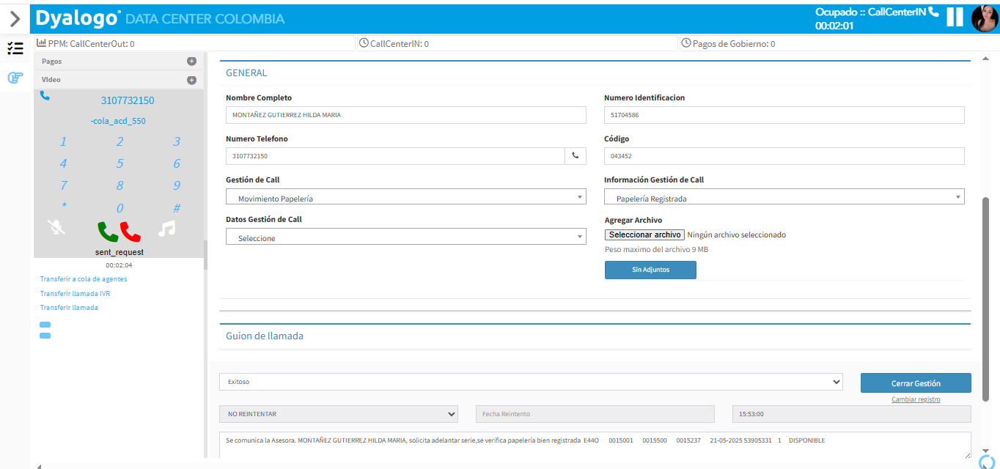 Dyalogo® DATA CENTER COLOMBIA
Ocupado :: CallCenterIN
00:02:01
PPM: CallCenterOut: 0
CallCenterIN: 0
Pagos de Gobierno: 0
Pagos
VIdeo
3107732150
-cola_acd_550
1 2 3
4 5 6
7 8 9
* 0 #
sent_request
00:02:04
Transferir a cola de agentes
Transferir llamada IVR
Transferir llamada
GENERAL
Nombre Completo
MONTAÑEZ GUTIERREZ HILDA MARIA
Numero Identificacion
51704586
Numero Telefono
3107732150
Código
043452
Gestión de Call
Movimiento Papelería
Información Gestión de Call
Papelería Registrada
Datos Gestión de Call
Seleccione
Agregar Archivo
Seleccionar archivo Ningún archivo seleccionado
Peso maximo del archivo 9 MB
Sin Adjuntos
Guion de llamada
Exitoso
Cerrar Gestión
Cambiar registro
NO REINTENTAR
Fecha Reintento
15:53:00
Se comunica la Asesora. MONTAÑEZ GUTIERREZ HILDA MARIA, solicita adelantar serie,se verifica papelería bien registrada E44O 0015001 0015500 0015237 21-05-2025 53905331 1 DISPONIBLE